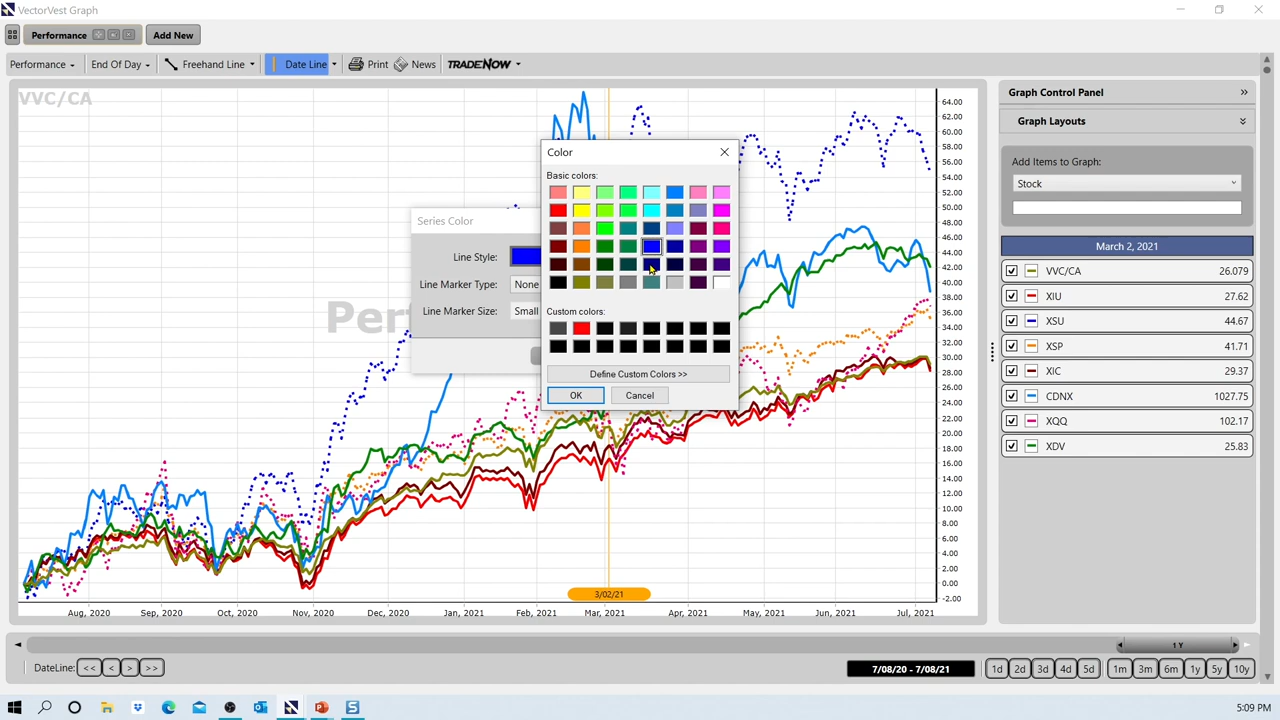 VectorVest Graph
Performance
Add New
Performance
End Of Day
Freehand Line
Date Line
Print
News
TRADENOW
VVC/CA
Graph Control Panel
Graph Layouts
Add Items to Graph:
Stock
March 2, 2021
VVC/CA 26.079
XIU 27.62
XSU 44.67
XSP 41.71
XIC 29.37
CDNX 1027.75
XQQ 102.17
XDV 25.83
Series Color
Line Style:
Line Marker Type: None
Line Marker Size: Small
Color
Basic colors:
Custom colors:
Define Custom Colors >>
OK
Cancel
64.00
62.00
60.00
58.00
56.00
54.00
52.00
50.00
48.00
46.00
44.00
42.00
40.00
38.00
36.00
34.00
32.00
30.00
28.00
26.00
24.00
22.00
20.00
18.00
16.00
14.00
12.00
10.00
8.00
6.00
4.00
2.00
0.00
-2.00
3/02/21
Aug, 2020 Sep, 2020 Oct, 2020 Nov, 2020 Dec, 2020 Jan, 2021 Feb, 2021 Mar, 2021 Apr, 2021 May, 2021 Jun, 2021 Jul, 2021
1 Y
DateLine: << < > >>
7/08/20 - 7/08/21
1d 2d 3d 4d 5d 1m 3m 6m 1y 5y 10y
5:09 PM